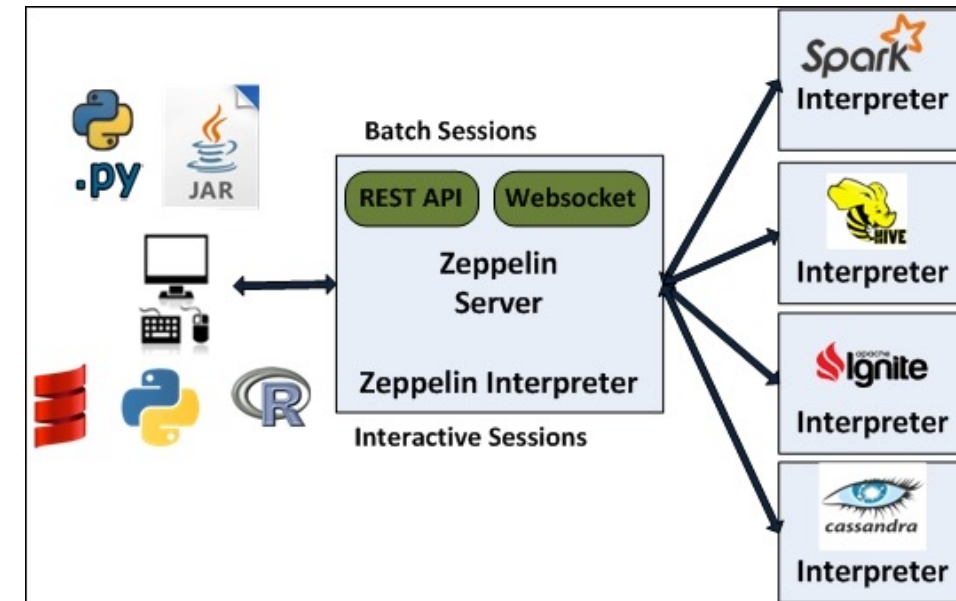 .py
JAR
Batch Sessions
REST API
Websocket
Zeppelin
Server
Zeppelin Interpreter
Interactive Sessions
R
Spark
Interpreter
HIVE
Interpreter
apache
Ignite
Interpreter
cassandra
Interpreter